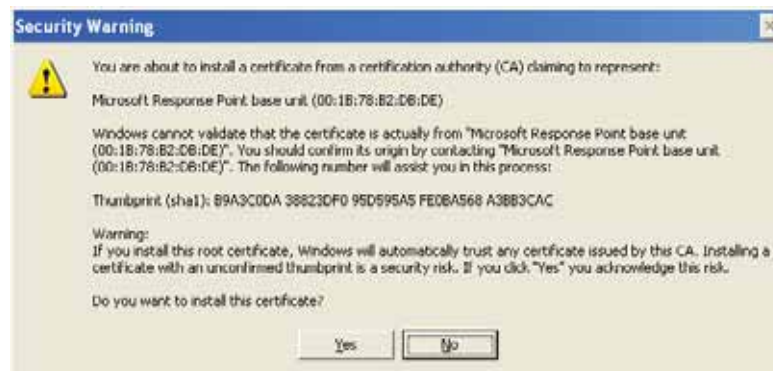 Security Warning
You are about to install a certificate from a certification authority (CA) claiming to represent:
Microsoft Response Point base unit (00:1B:78:B2:DB:DE)
Windows cannot validate that the certificate is actually from "Microsoft Response Point base unit
(00:1B:78:B2:DB:DE)". You should confirm its origin by contacting "Microsoft Response Point base unit
(00:1B:78:B2:DB:DE)". The following number will assist you in this process:
Thumbprint (sha1): B9A3C0DA 38823DF0 95D595A5 FE0BA568 A3BB3CAC
Warning:
If you install this root certificate, Windows will automatically trust any certificate issued by this CA. Installing a
certificate with an unconfirmed thumbprint is a security risk. If you click "Yes" you acknowledge this risk.
Do you want to install this certificate?
Yes No